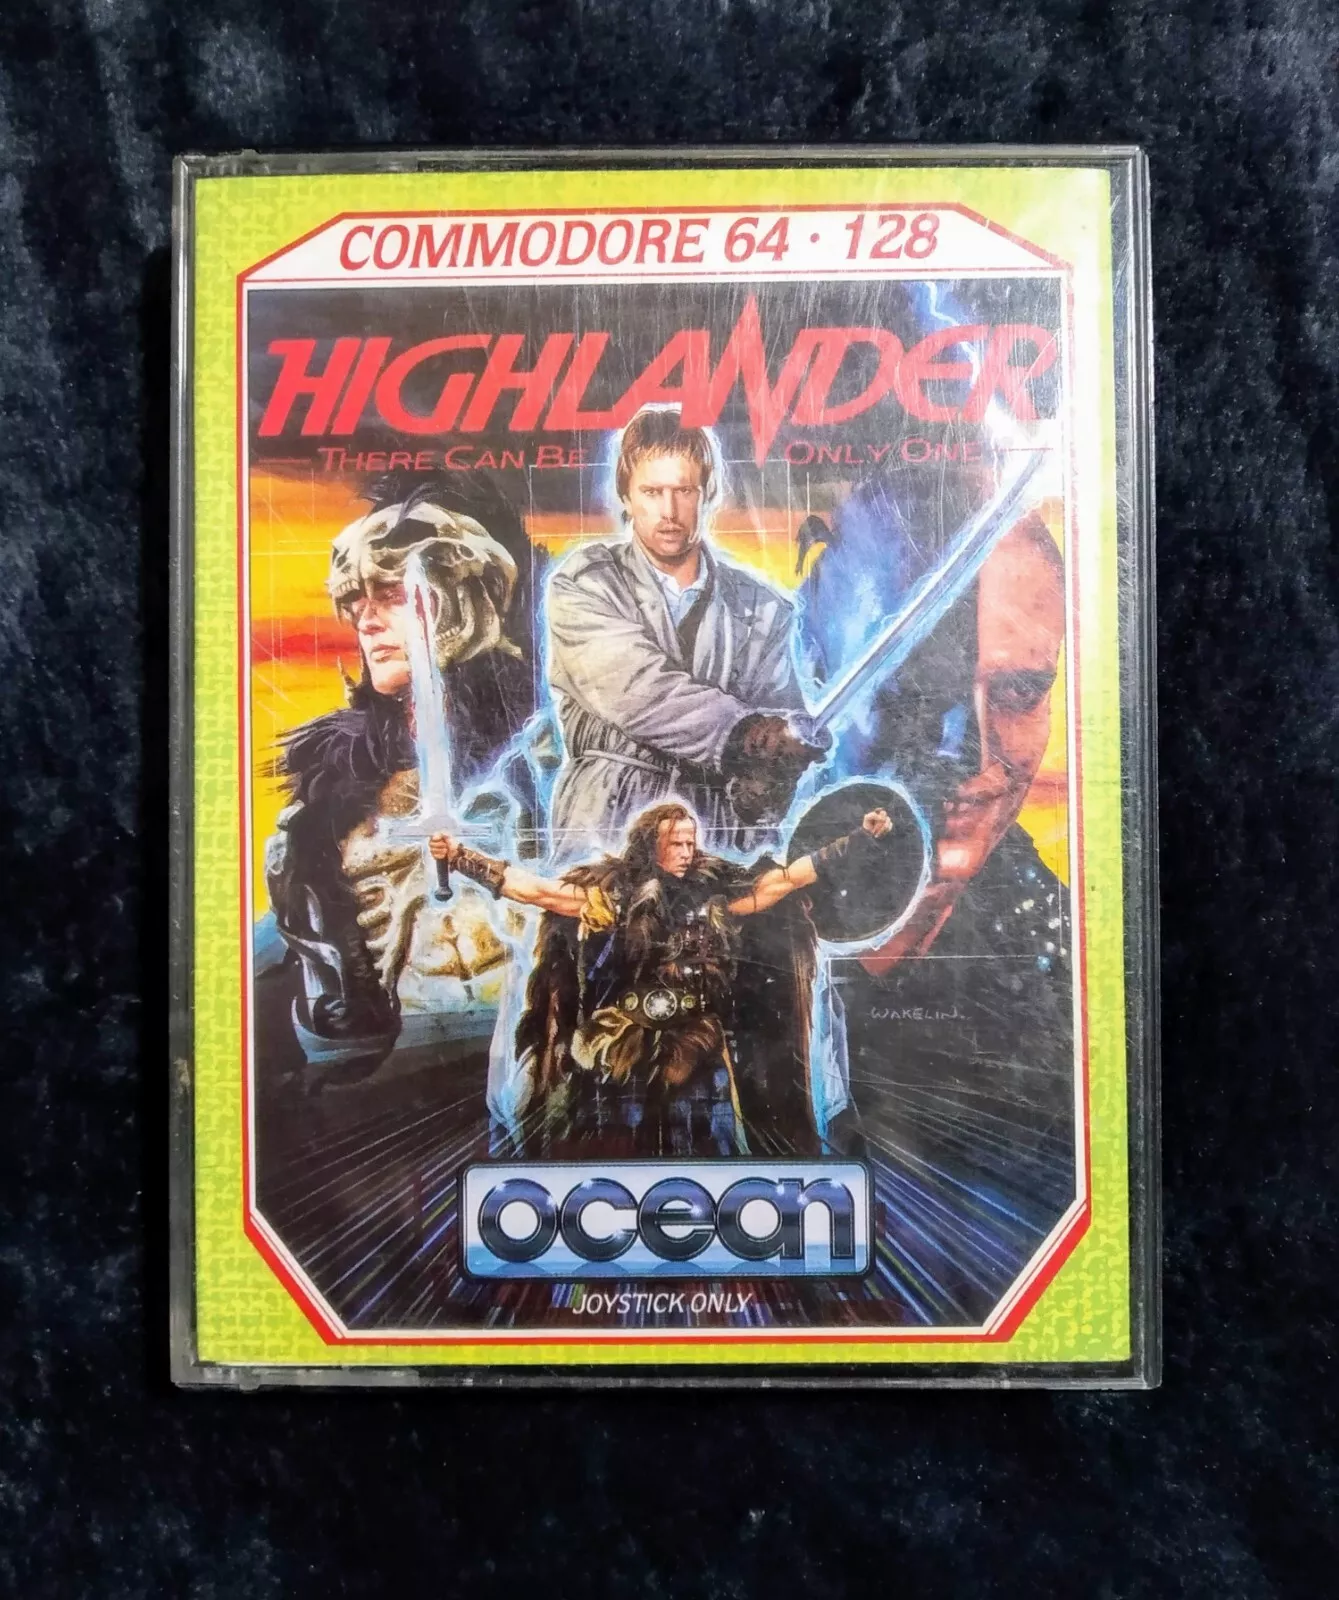 COMMODORE 64 · 128
HIGHLANDER
THERE CAN BE ONLY ONE
WAKELIN.
ocean
JOYSTICK ONLY